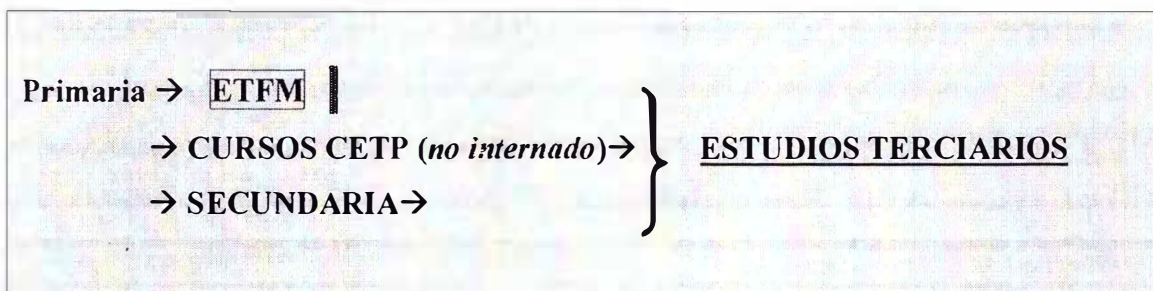 Primaria → ETFM
→ CURSOS CETP (no internado)→ ESTUDIOS TERCIARIOS
→ SECUNDARIA→